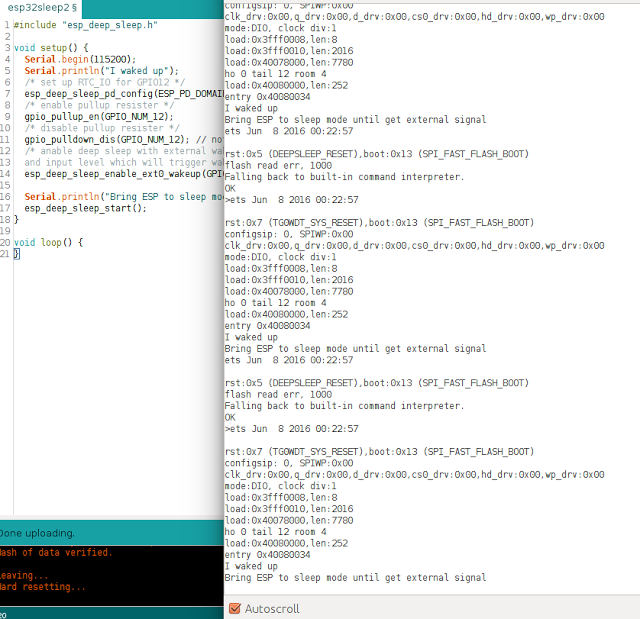 esp32sleep2 §
1 #include "esp_deep_sleep.h"
2
3 void setup() {
4 Serial.begin(115200);
5 Serial.println("I waked up");
6 /* set up RTC_IO for GPIO12 */
7 esp_deep_sleep_pd_config(ESP_PD_DOMAI
8 /* enable pullup resister */
9 gpio_pullup_en(GPIO_NUM_12);
10 /* disable pullup resister */
11 gpio_pulldown_dis(GPIO_NUM_12); // no
12 /* anable deep sleep with external wa
13 and input level which will trigger wa
14 esp_deep_sleep_enable_ext0_wakeup(GPI
15
16 Serial.println("Bring ESP to sleep mo
17 esp_deep_sleep_start();
18 }
19
20 void loop() {
21 }
Done uploading.
Hash of data verified.
Leaving...
Hard resetting...
20
configsip: 0, SPIWP:0x00
clk_drv:0x00,q_drv:0x00,d_drv:0x00,cs0_drv:0x00,hd_drv:0x00,wp_drv:0x00
mode:DIO, clock div:1
load:0x3fff0008,len:8
load:0x3fff0010,len:2016
load:0x40078000,len:7780
ho 0 tail 12 room 4
load:0x40080000,len:252
entry 0x40080034
I waked up
Bring ESP to sleep mode until get external signal
ets Jun  8 2016 00:22:57

rst:0x5 (DEEPSLEEP_RESET),boot:0x13 (SPI_FAST_FLASH_BOOT)
flash read err, 1000
Falling back to built-in command interpreter.
OK
>ets Jun  8 2016 00:22:57

rst:0x7 (TGOWDT_SYS_RESET),boot:0x13 (SPI_FAST_FLASH_BOOT)
configsip: 0, SPIWP:0x00
clk_drv:0x00,q_drv:0x00,d_drv:0x00,cs0_drv:0x00,hd_drv:0x00,wp_drv:0x00
mode:DIO, clock div:1
load:0x3fff0008,len:8
load:0x3fff0010,len:2016
load:0x40078000,len:7780
ho 0 tail 12 room 4
load:0x40080000,len:252
entry 0x40080034
I waked up
Bring ESP to sleep mode until get external signal
ets Jun  8 2016 00:22:57

rst:0x5 (DEEPSLEEP_RESET),boot:0x13 (SPI_FAST_FLASH_BOOT)
flash read err, 1000
Falling back to built-in command interpreter.
OK
>ets Jun  8 2016 00:22:57

rst:0x7 (TGOWDT_SYS_RESET),boot:0x13 (SPI_FAST_FLASH_BOOT)
configsip: 0, SPIWP:0x00
clk_drv:0x00,q_drv:0x00,d_drv:0x00,cs0_drv:0x00,hd_drv:0x00,wp_drv:0x00
mode:DIO, clock div:1
load:0x3fff0008,len:8
load:0x3fff0010,len:2016
load:0x40078000,len:7780
ho 0 tail 12 room 4
load:0x40080000,len:252
entry 0x40080034
I waked up
Bring ESP to sleep mode until get external signal
Autoscroll